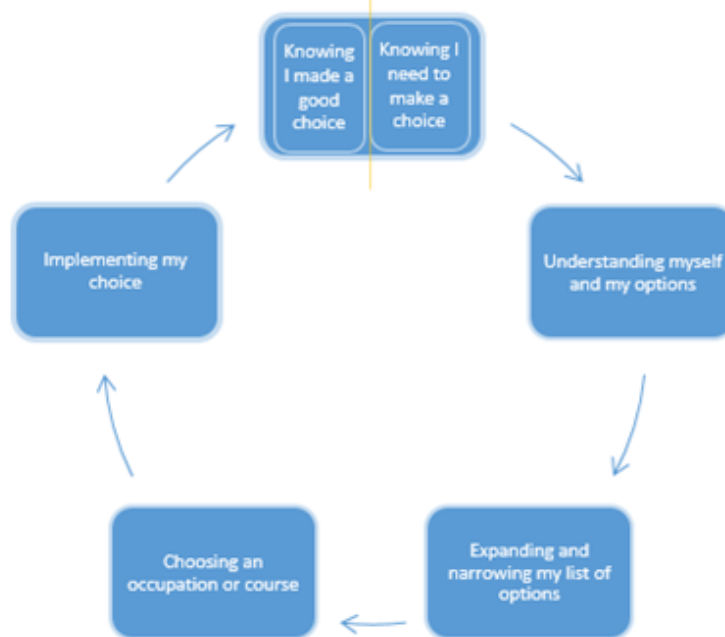 Knowing
I made a
good
choice
Knowing I
need to
make a
choice
Understanding myself
and my options
Expanding and
narrowing my list of
options
Choosing an
occupation or course
Implementing my
choice